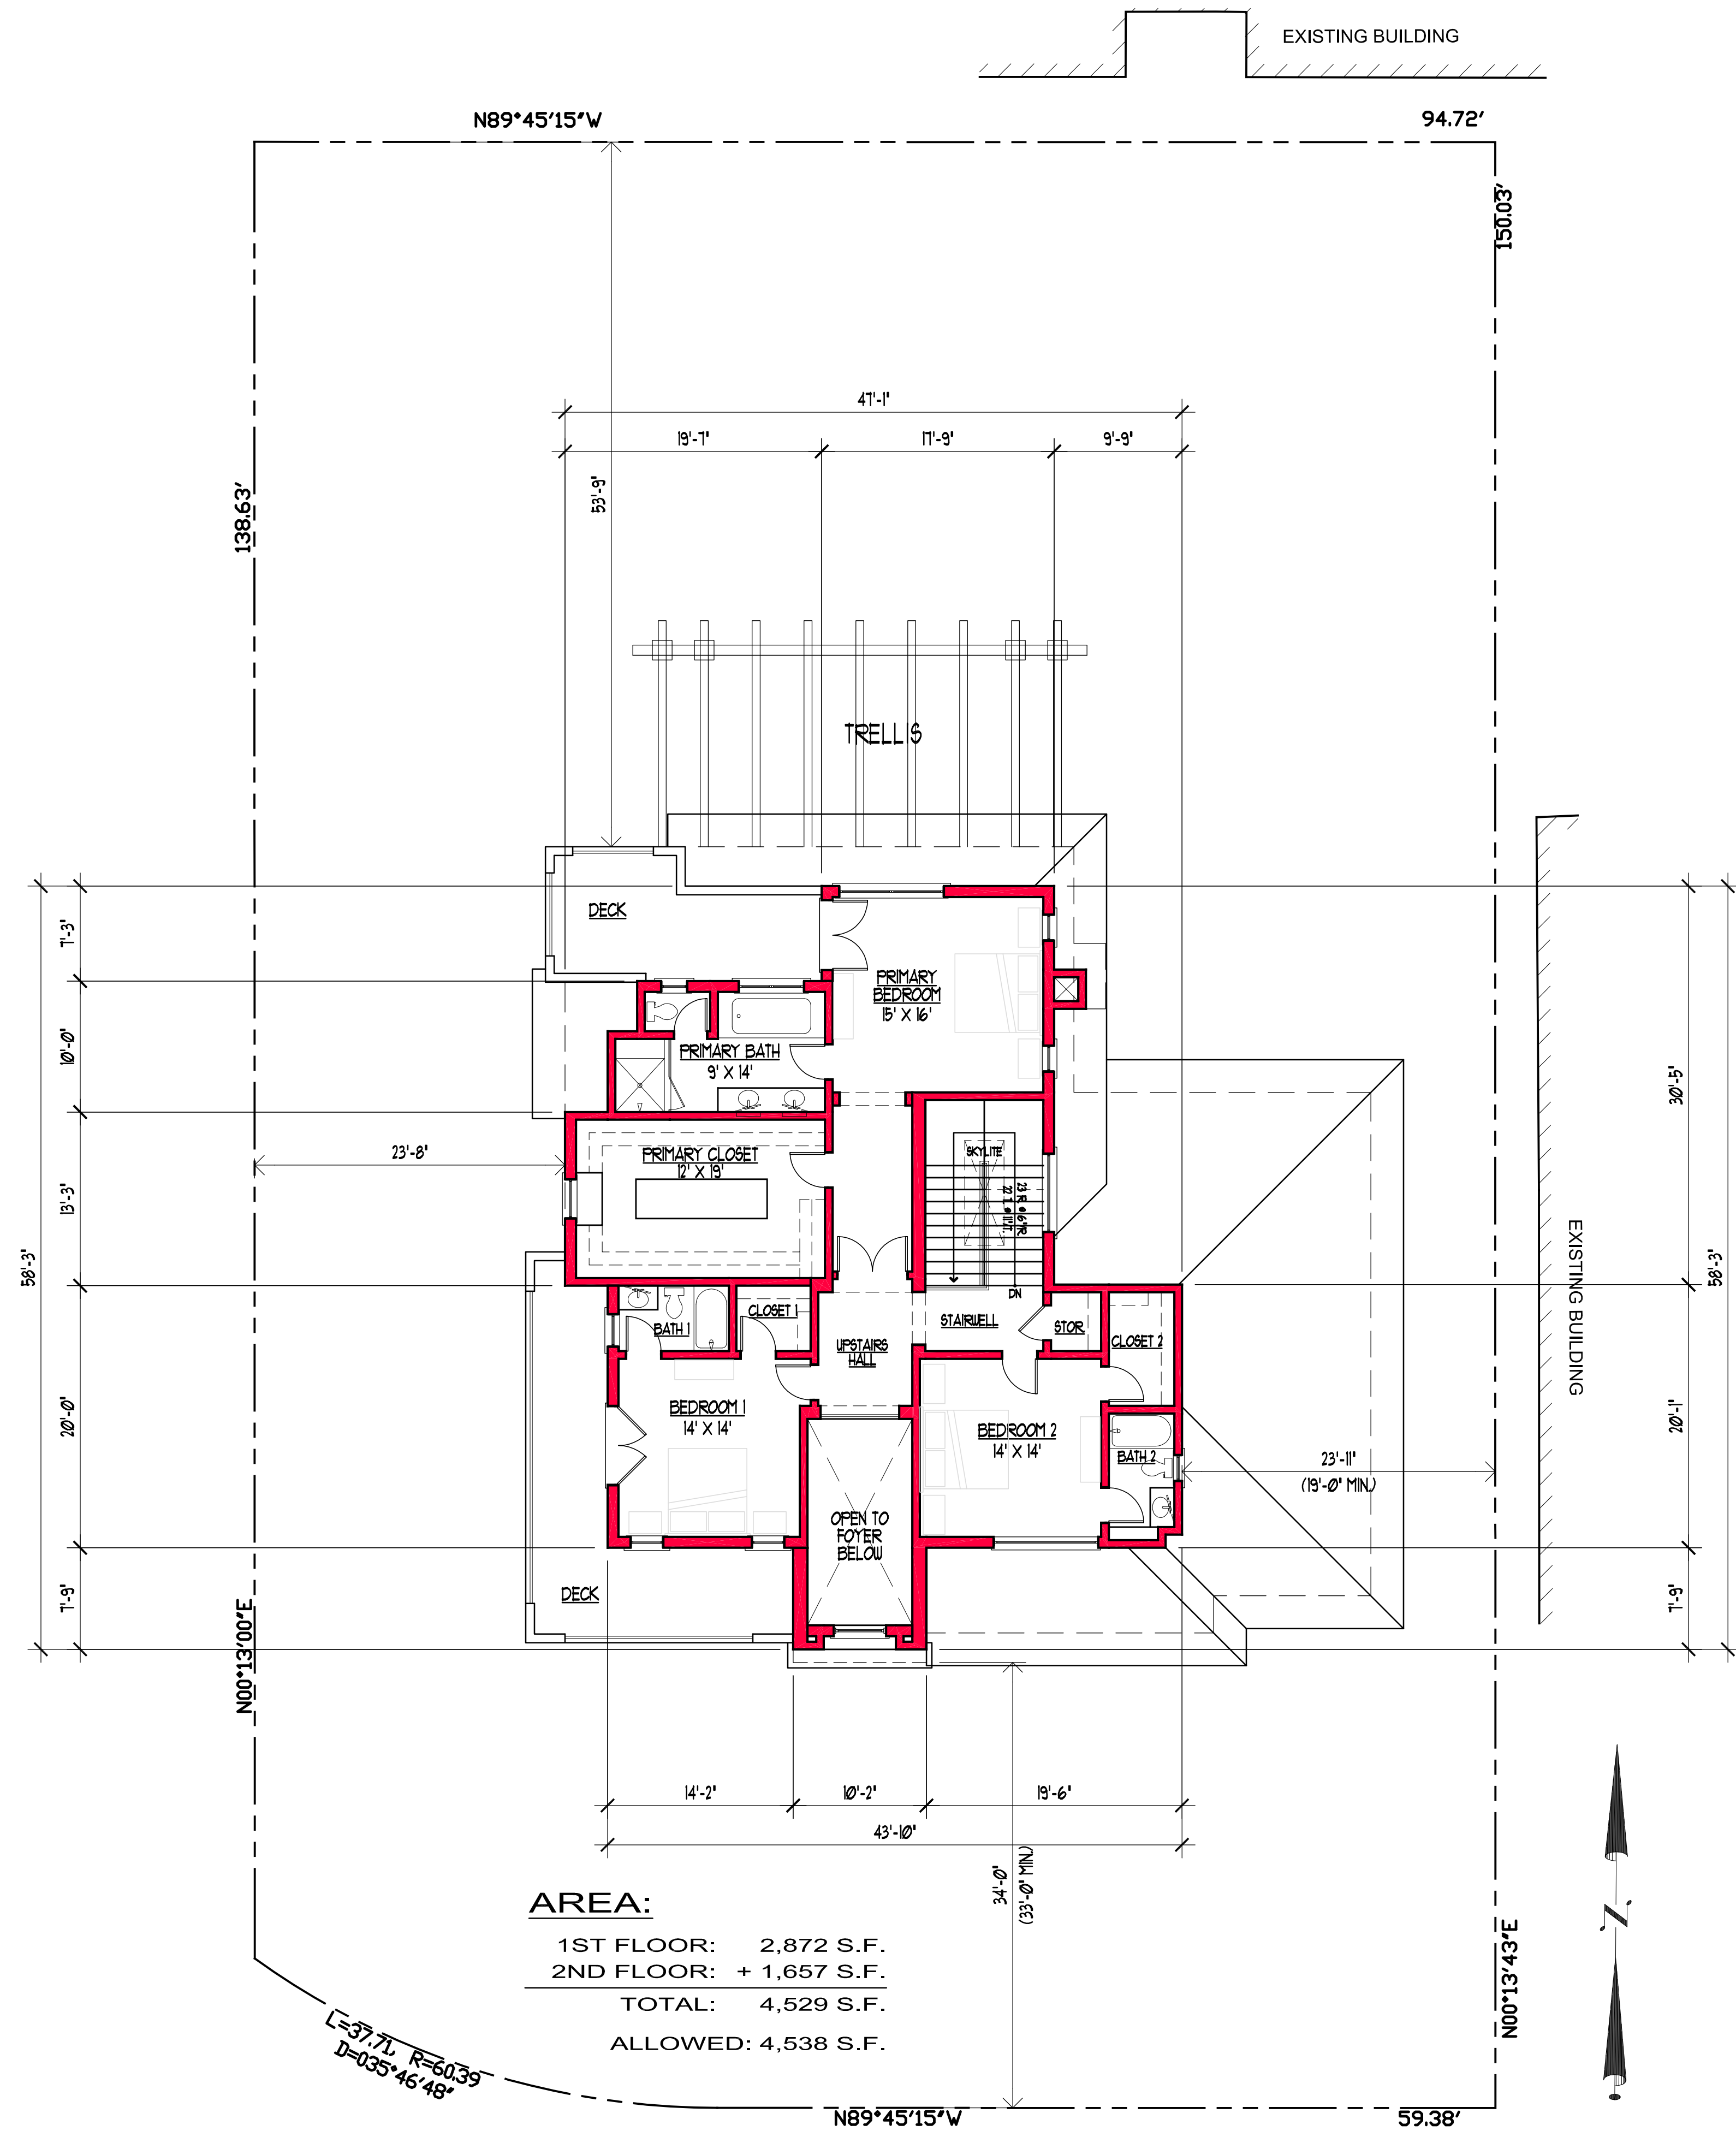 EXISTING BUILDING
N89°45'15"W
94.72'
150.03'
138.63'
47'-1"
19'-7"
17'-9"
9'-9"
53'-9"
TRELLIS
DECK
7'-3"
PRIMARY
BEDROOM
15' X 16'
10'-0"
PRIMARY BATH
9' X 14'
30'-5"
23'-8"
PRIMARY CLOSET
12' X 19'
SKYLITE
23 R @ 6"R.
22 T @ 11"T.
13'-3"
58'-3"
58'-3"
EXISTING BUILDING
DN
CLOSET 1
BATH 1
STAIRWELL
STOR.
CLOSET 2
UPSTAIRS
HALL
20'-0"
BEDROOM 1
14' X 14'
BEDROOM 2
14' X 14'
20'-1"
BATH 2
23'-11"
(19'-0" MIN.)
OPEN TO
FOYER
BELOW
DECK
7'-9"
7'-9"
N00°13'00"E
14'-2"
10'-2"
19'-6"
43'-10"
34'-0"
(33'-0" MIN.)
AREA:
1ST FLOOR: 2,872 S.F.
2ND FLOOR: + 1,657 S.F.
TOTAL: 4,529 S.F.
ALLOWED: 4,538 S.F.
N
N00°13'43"E
L=37.71, R=60.39
D=035°46'48"
N89°45'15"W
59.38'